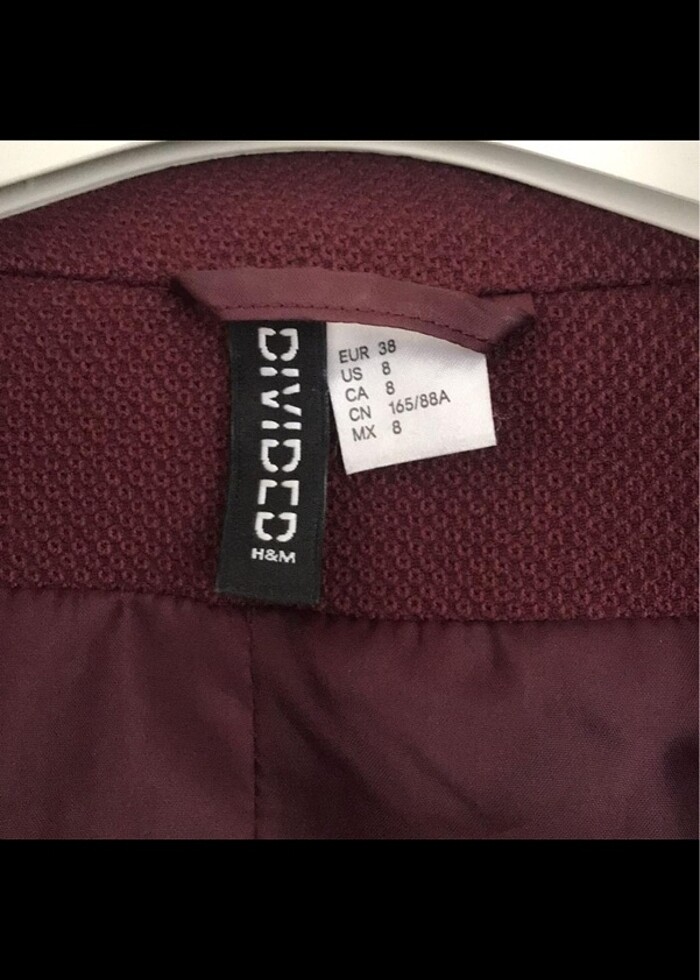 DIVIDED
H&M
EUR 38
US 8
CA 8
CN 165/88A
MX 8